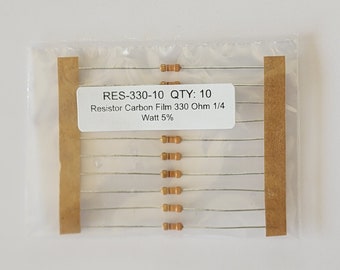 RES-330-10 QTY: 10
Resistor Carbon Film 330 Ohm 1/4
Watt 5%